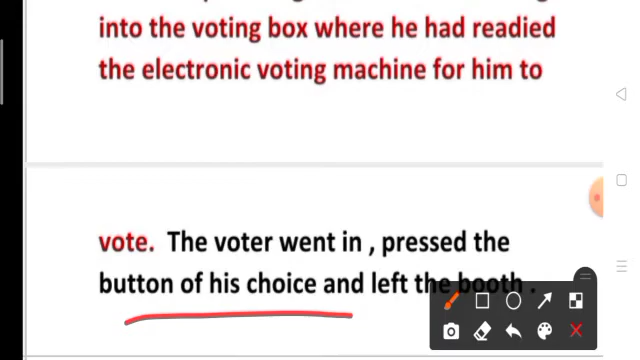 into the voting box where he had readied
the electronic voting machine for him to
vote. The voter went in , pressed the
button of his choice and left the booth .